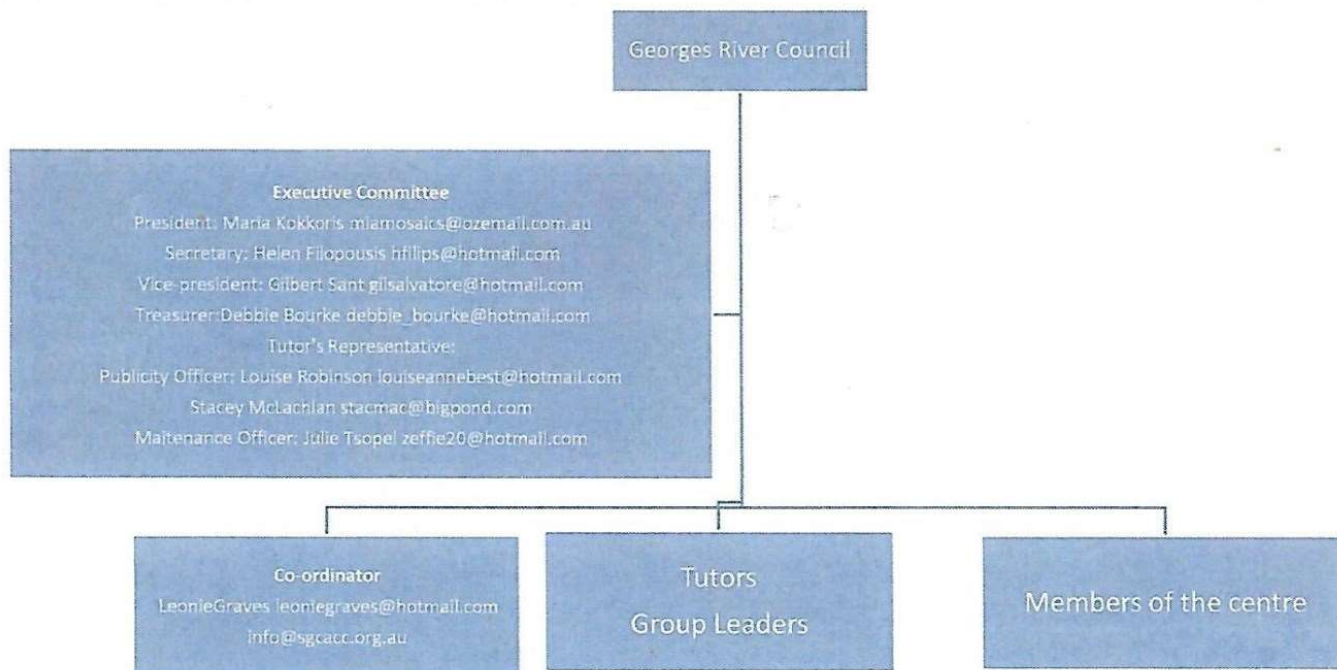 Georges River Council
Executive Committee
President: Maria Kokkoris miamosaics@ozemail.com.au
Secretary: Helen Filopousis hfilips@hotmail.com
Vice-president: Gilbert Sant gilsalvatore@hotmail.com
Treasurer:Debbie Bourke debbie_bourke@hotmail.com
Tutor's Representative:
Publicity Officer: Louise Robinson louiseannebest@hotmail.com
Stacey McLachlan stacmac@bigpond.com
Maitenance Officer: Julie Tsopel zeffie20@hotmail.com
Co-ordinator
LeonieGraves leoniegraves@hotmail.com
info@sgcacc.org.au
Tutors
Group Leaders
Members of the centre